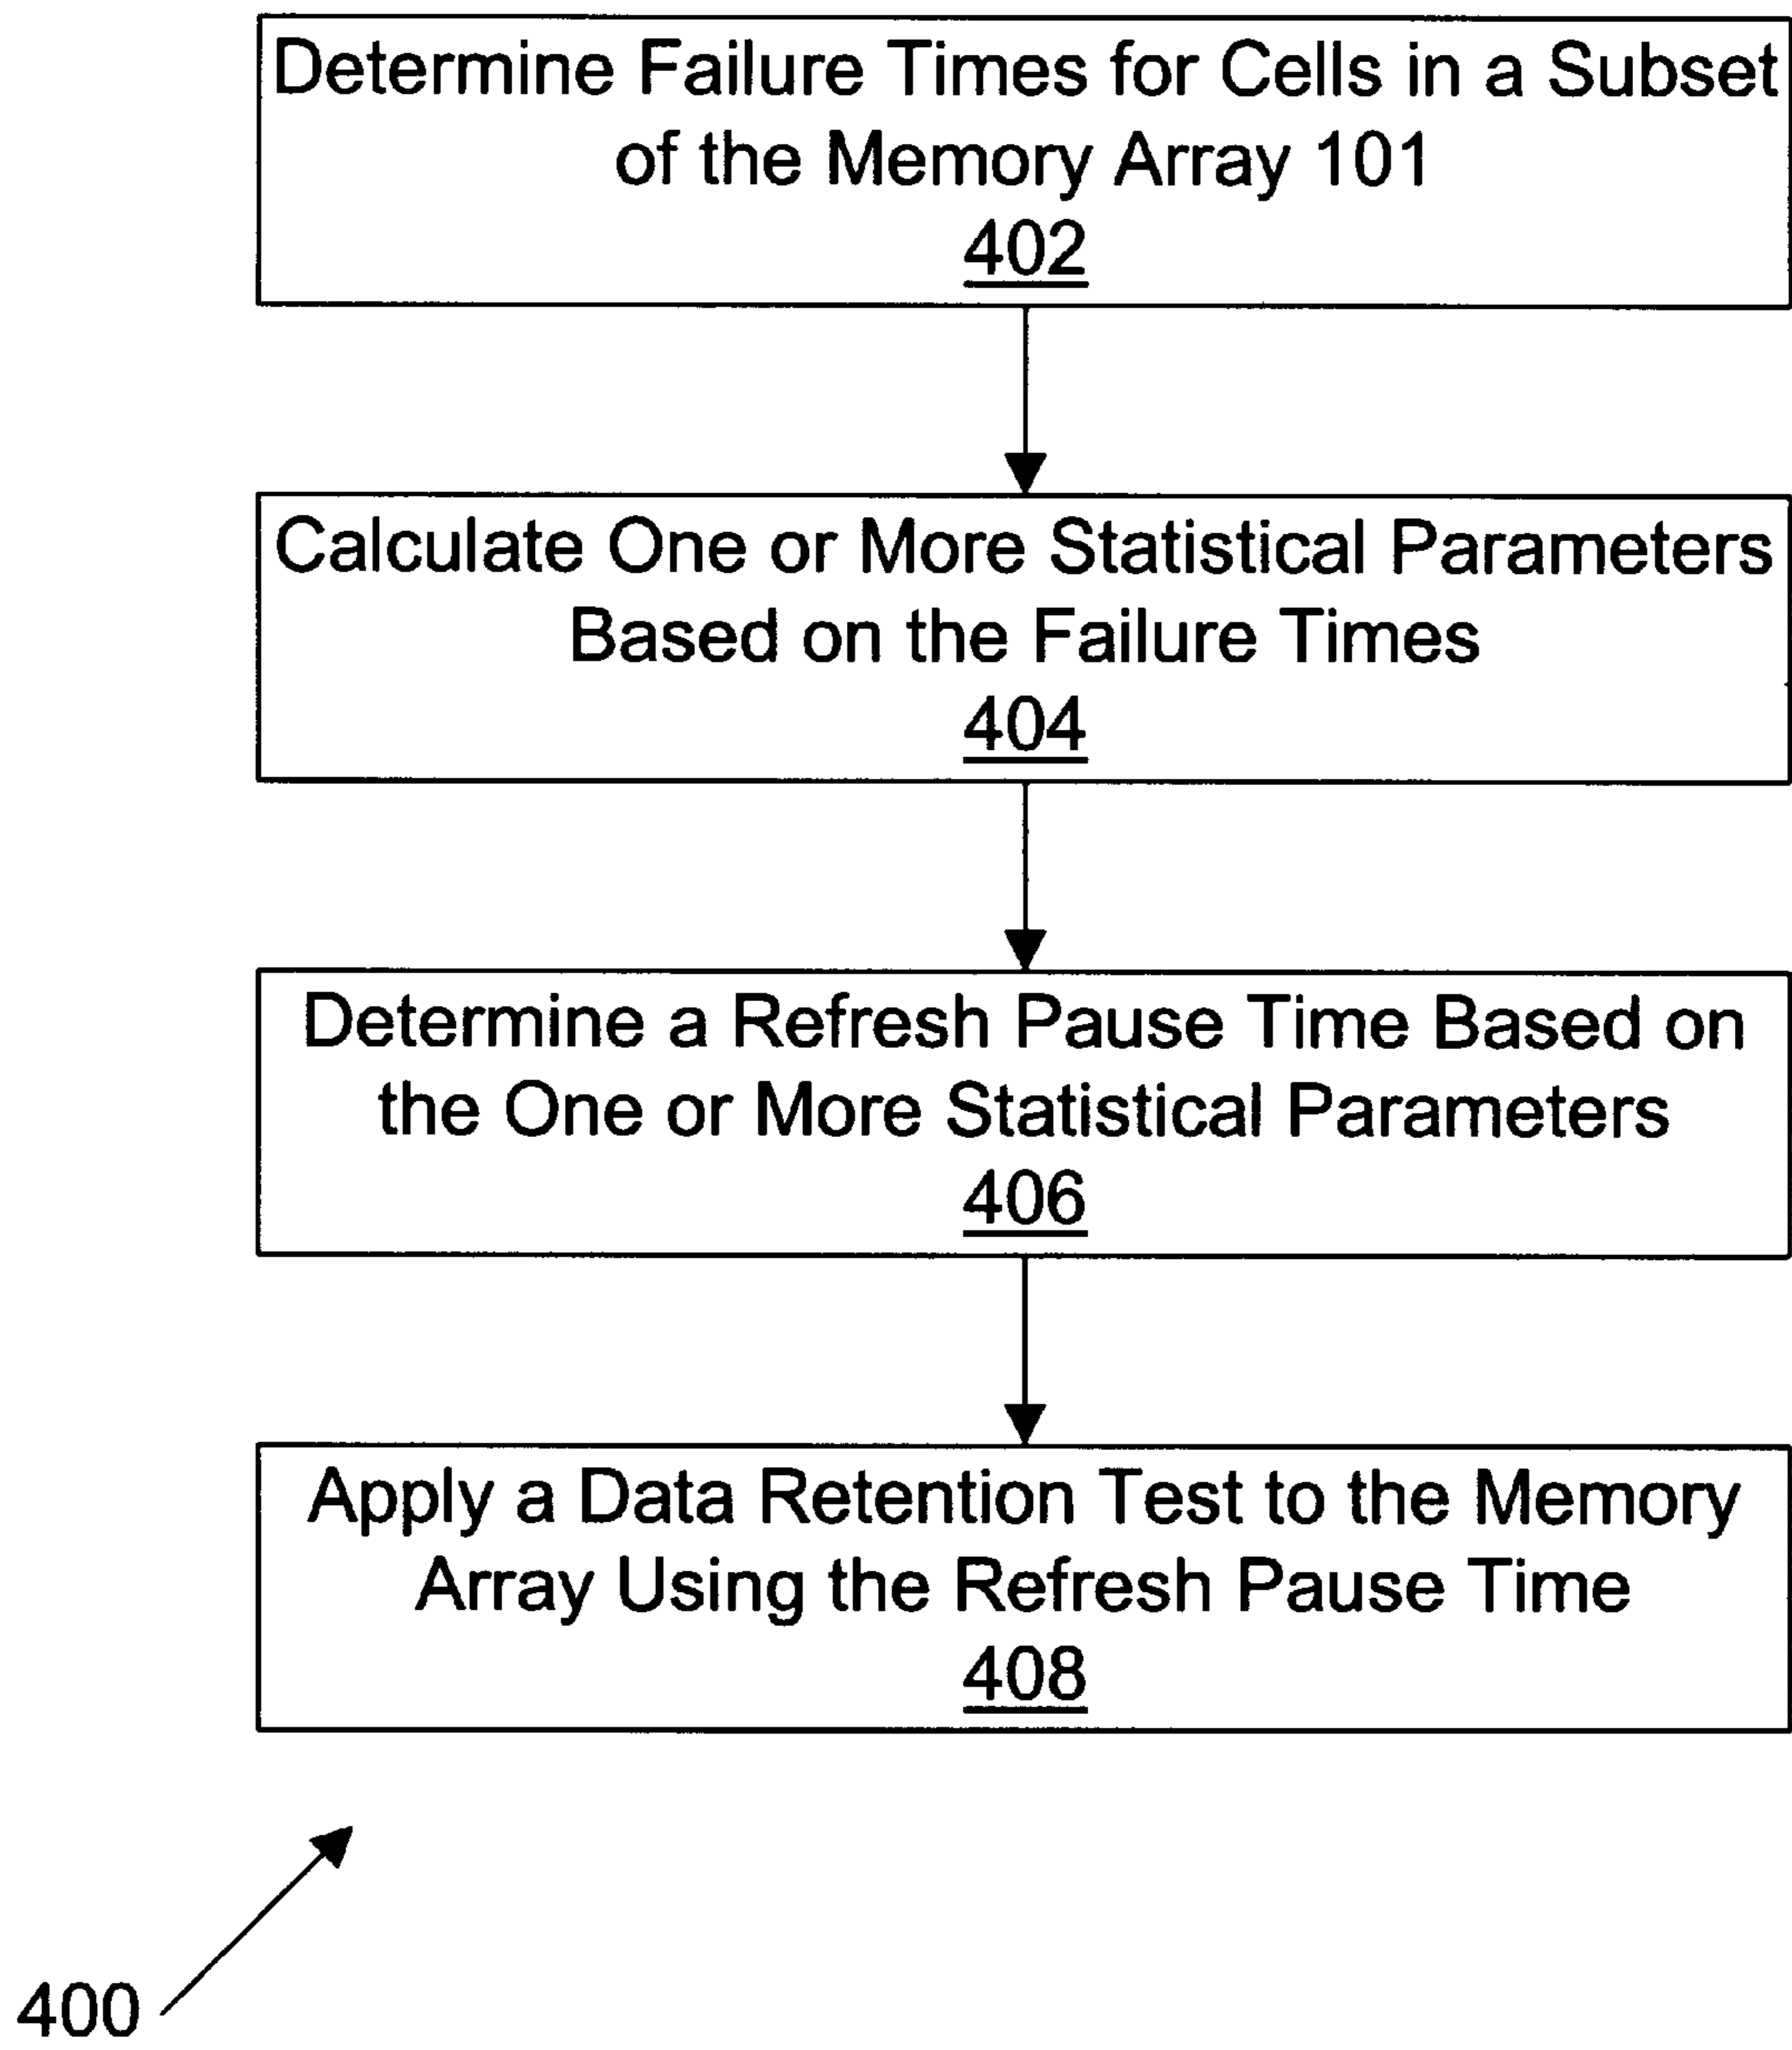 Determine Failure Times for Cells in a Subset
of the Memory Array 101
402
Calculate One or More Statistical Parameters
Based on the Failure Times
404
Determine a Refresh Pause Time Based on
the One or More Statistical Parameters
406
Apply a Data Retention Test to the Memory
Array Using the Refresh Pause Time
408
400